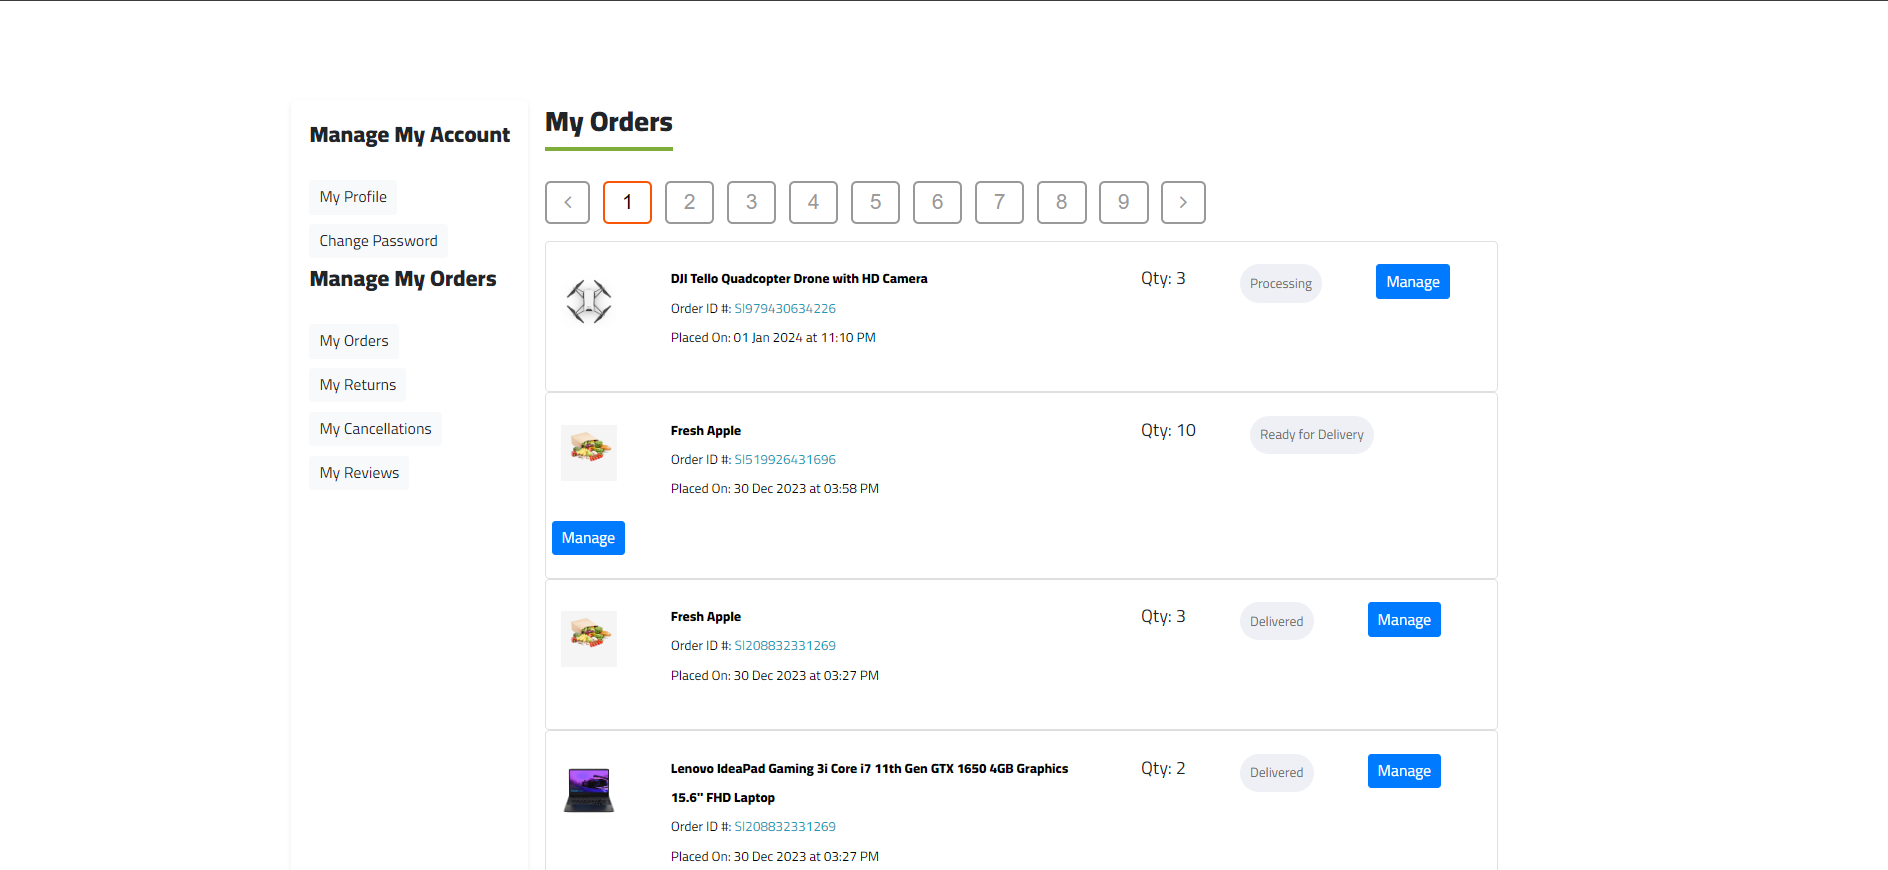 Manage My Account
My Profile
Change Password
Manage My Orders
My Orders
My Returns
My Cancellations
My Reviews
My Orders
1 2 3 4 5 6 7 8 9
DJI Tello Quadcopter Drone with HD Camera
Order ID #: SI979430634226
Placed On: 01 Jan 2024 at 11:10 PM
Qty: 3
Processing
Manage
Fresh Apple
Order ID #: SI519926431696
Placed On: 30 Dec 2023 at 03:58 PM
Qty: 10
Ready for Delivery
Manage
Fresh Apple
Order ID #: SI208832331269
Placed On: 30 Dec 2023 at 03:27 PM
Qty: 3
Delivered
Manage
Lenovo IdeaPad Gaming 3i Core i7 11th Gen GTX 1650 4GB Graphics
15.6" FHD Laptop
Order ID #: SI208832331269
Placed On: 30 Dec 2023 at 03:27 PM
Qty: 2
Delivered
Manage